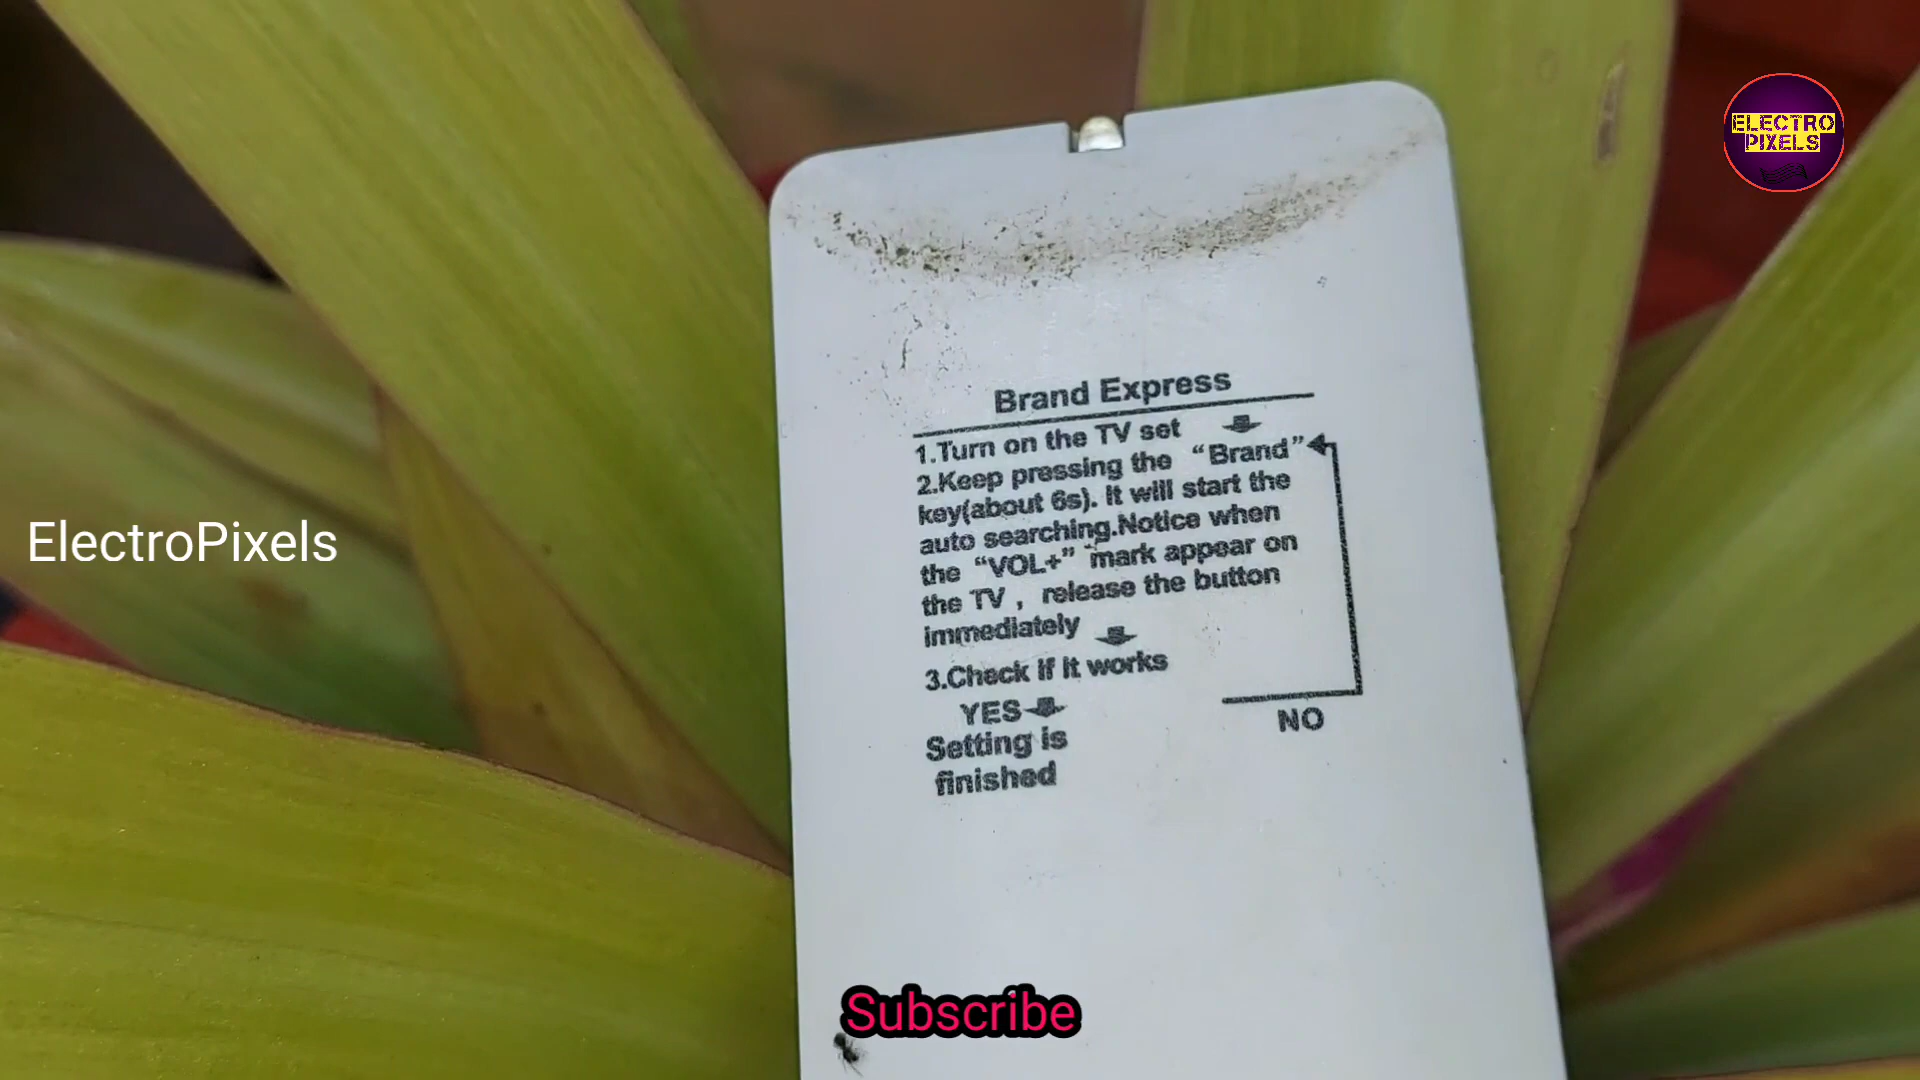 ELECTRO
PIXELS
Brand Express
1.Turn on the TV set
2.Keep pressing the “Brand”
key(about 6s). It will start the
auto searching.Notice when
the “VOL+” mark appear on
the TV , release the button
immediately
3.Check if it works
YES
NO
Setting is
finished
ElectroPixels
Subscribe